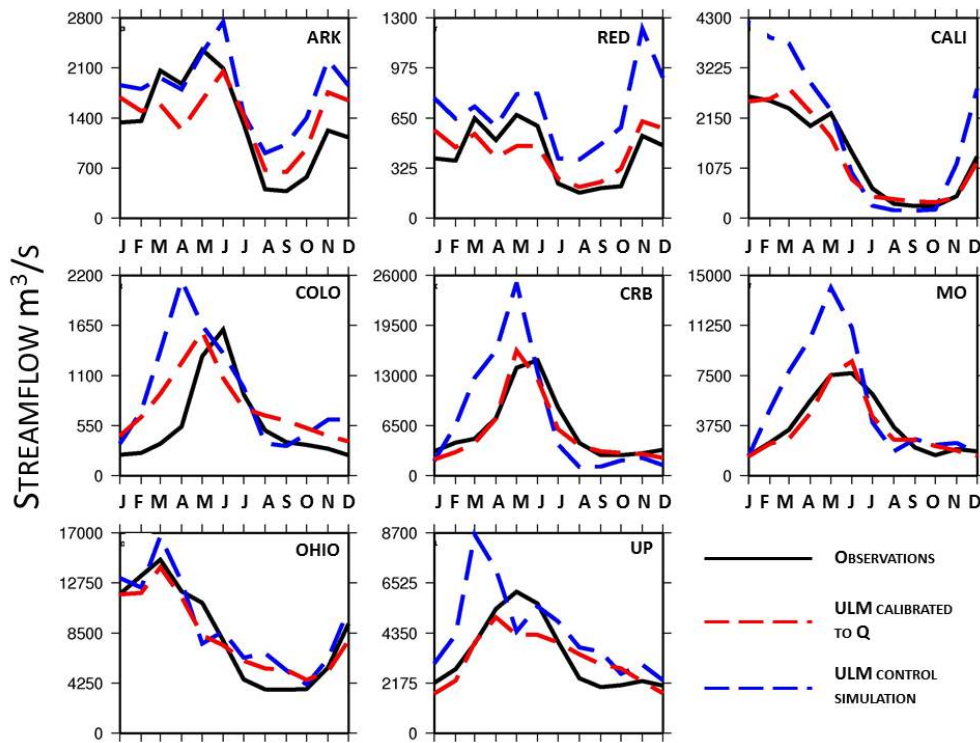 STREAMFLOW m³/s
1300
4300
ARK
RED
CALI
2100
975
3225
1400
650
2150
700
325
1075
0
0
0
J F M A M J J A S O N D
J F M A M J J A S O N D
J F M A M J J A S O N D
2200
26000
15000
COLO
CRB
MO
1650
19500
11250
1100
13000
7500
550
6500
3750
0
0
0
J F M A M J J A S O N D
J F M A M J J A S O N D
J F M A M J J A S O N D
17000
8700
OHIO
UP
12750
6525
8500
4350
4250
2175
0
0
OBSERVATIONS
ULM CALIBRATED
TO Q
ULM CONTROL
SIMULATION